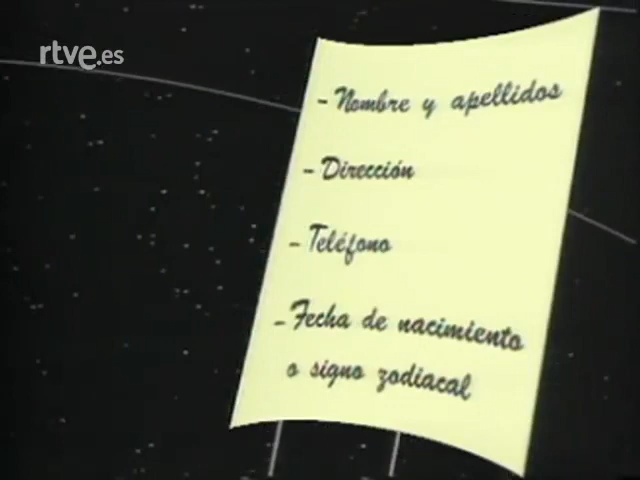 rtve.es
- Nombre y apellidos
- Dirección
- Teléfono
- Fecha de nacimiento
o signo zodiacal